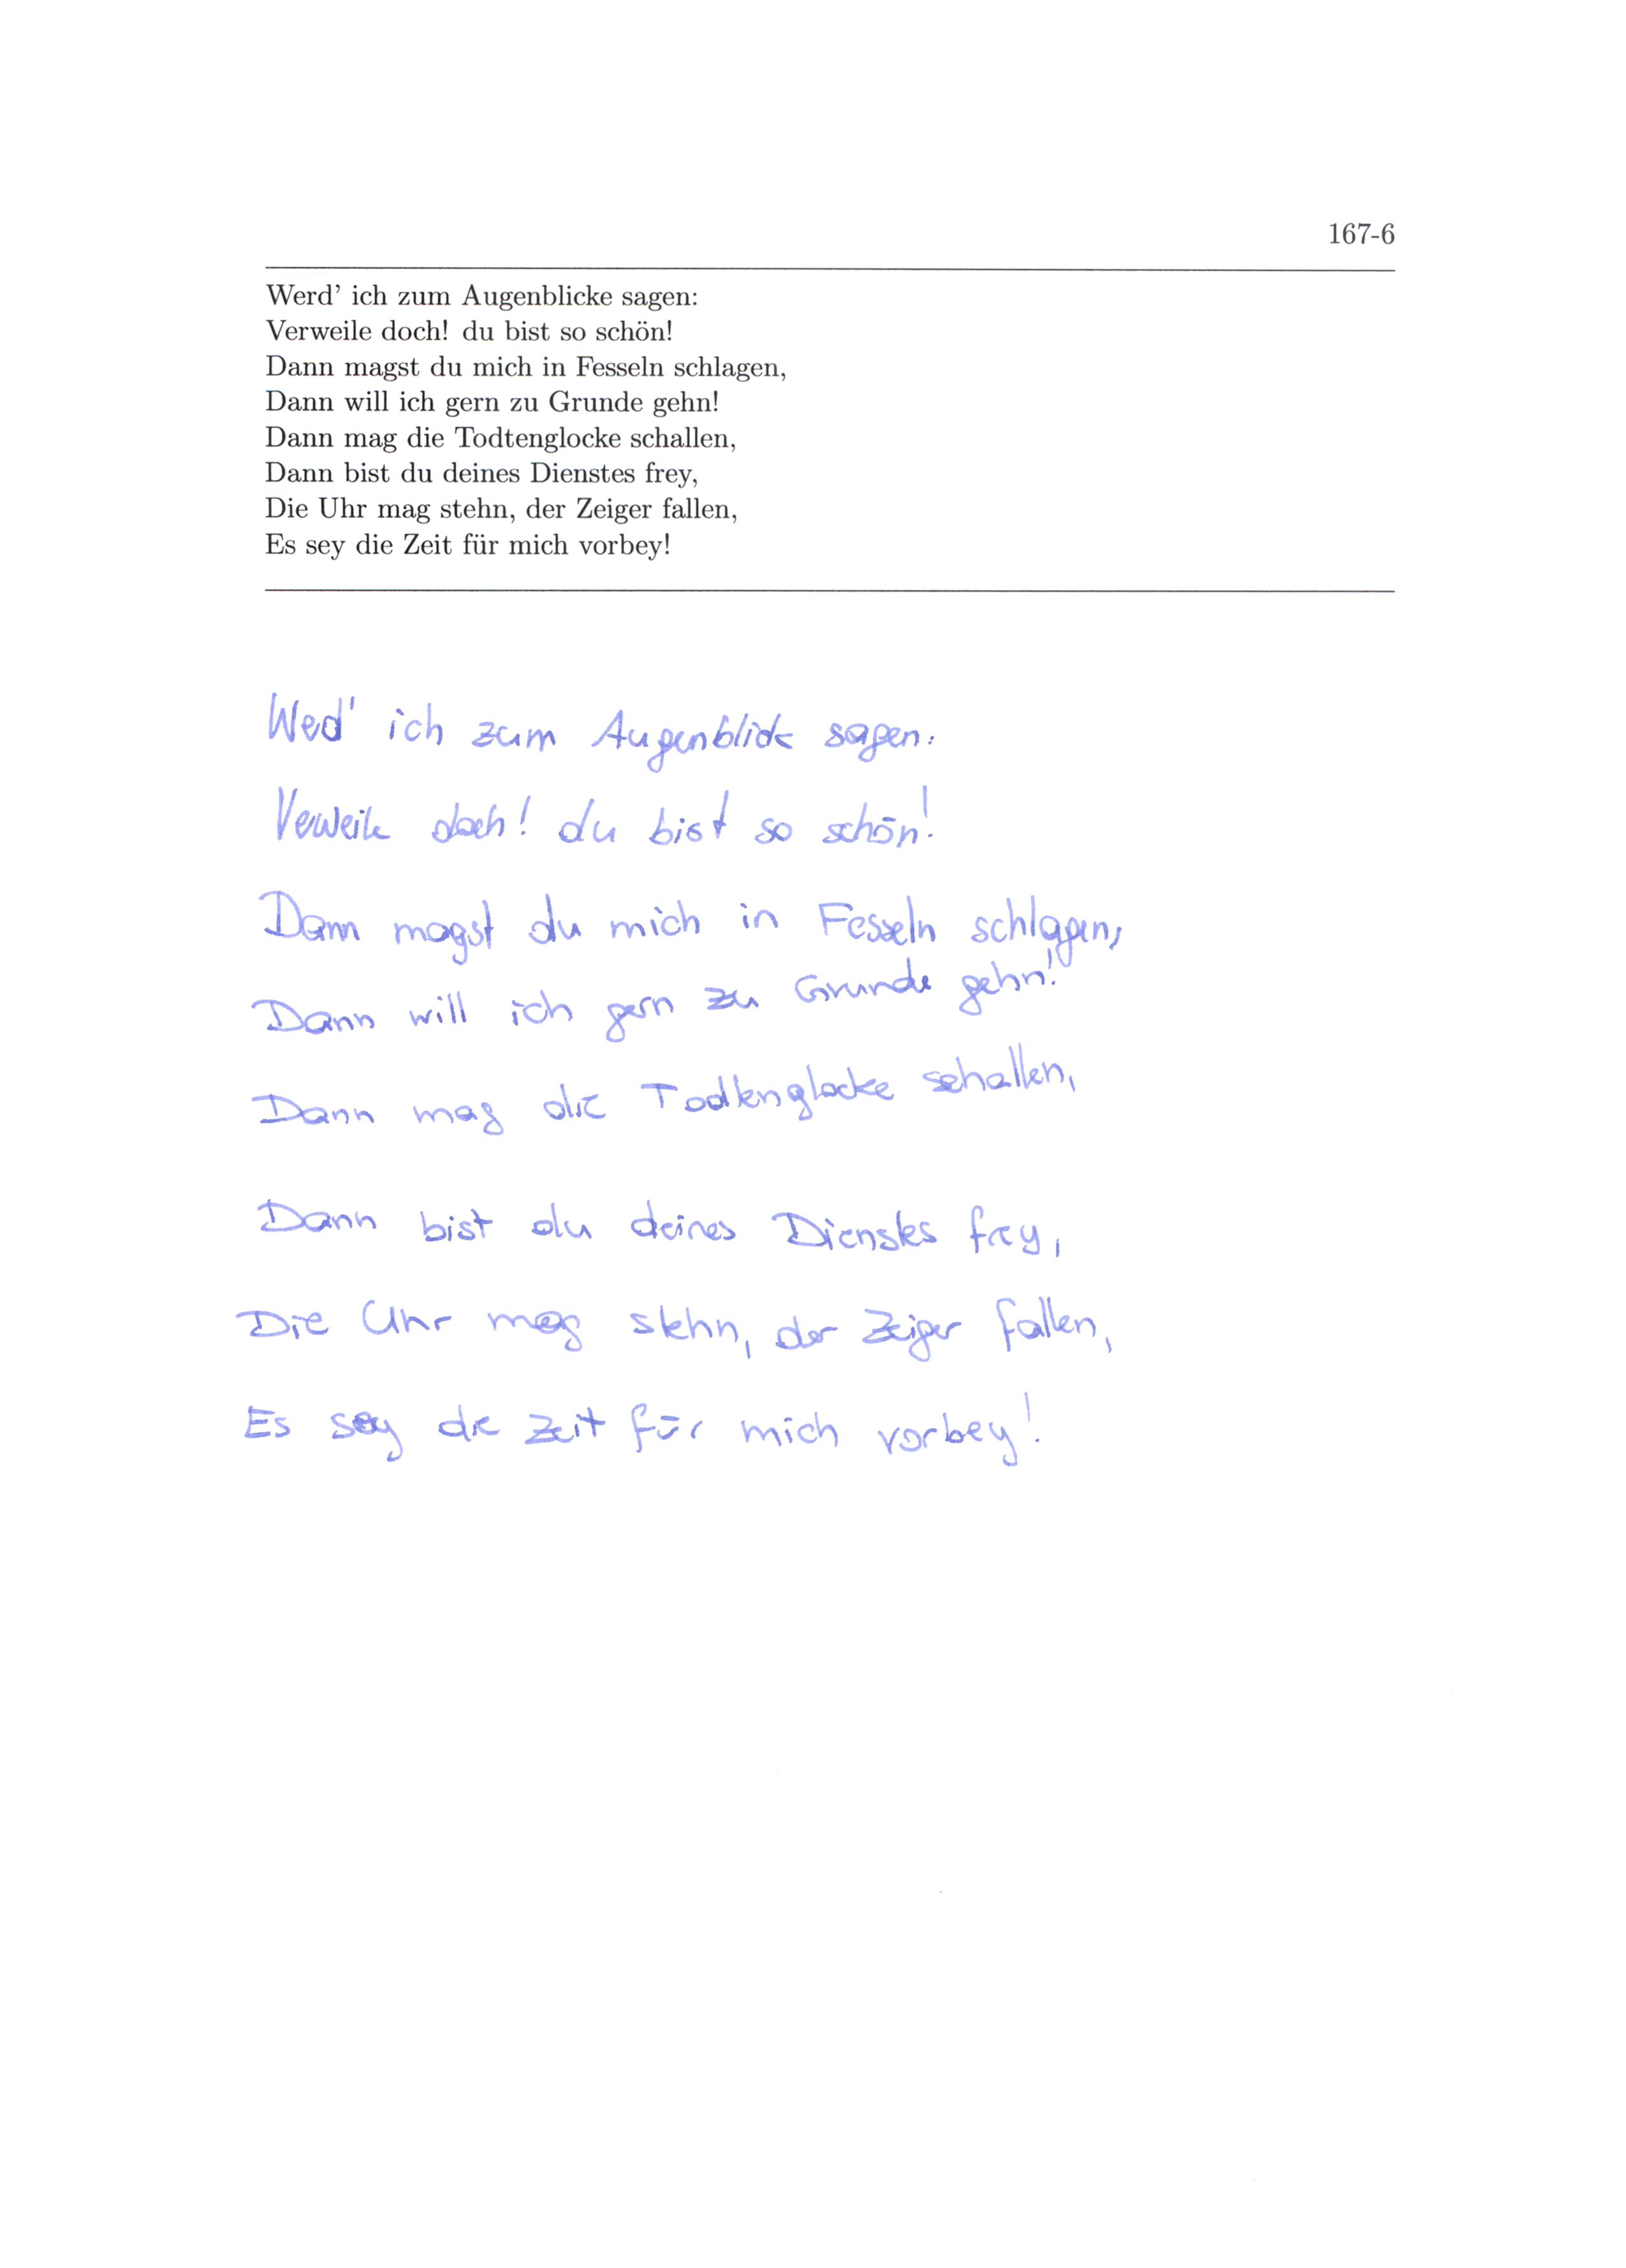 167-6
Werd' ich zum Augenblicke sagen:
Verweile doch! du bist so schön!
Dann magst du mich in Fesseln schlagen,
Dann will ich gern zu Grunde gehn!
Dann mag die Todtenglocke schallen,
Dann bist du deines Dienstes frey,
Die Uhr mag stehn, der Zeiger fallen,
Es sey die Zeit für mich vorbey!
Werd' ich zum Augenblicke sagen:
Verweile doch! du bist so schön!
Dann magst du mich in Fesseln schlagen,
Dann will ich gern zu Grunde gehn!
Dann mag die Todtenglocke schallen,
Dann bist du deines Dienstes frey,
Die Uhr mag stehn, der Zeiger fallen,
Es sey die Zeit für mich vorbey!